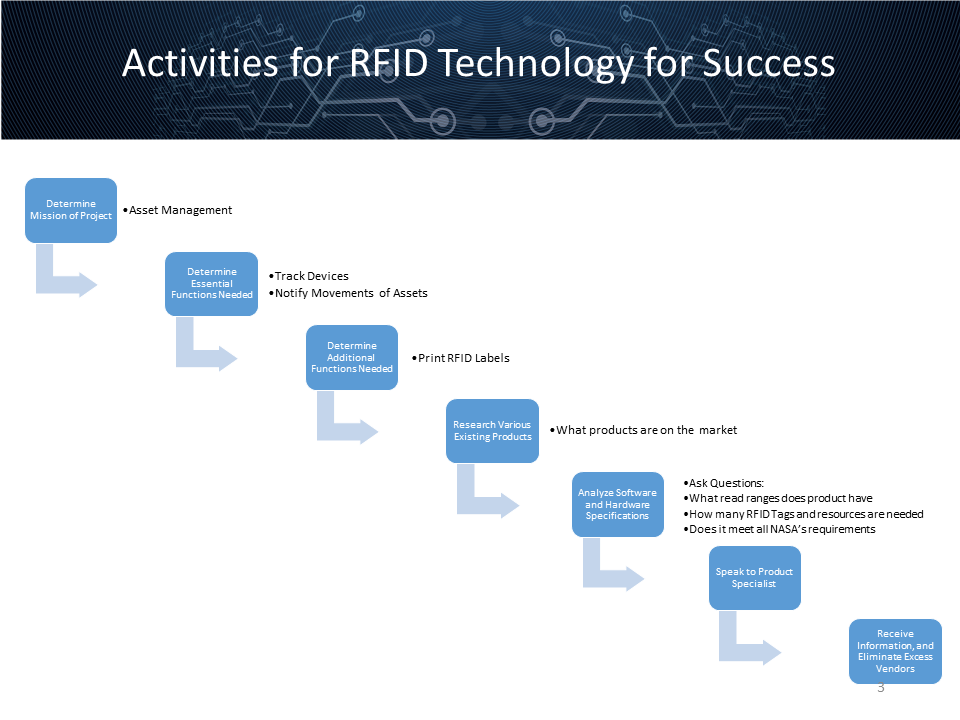 Activities for RFID Technology for Success
Determine
Mission of Project
•Asset Management
Determine
Essential
Functions Needed
•Track Devices
•Notify Movements of Assets
Determine
Additional
Functions Needed
•Print RFID Labels
Research Various
Existing Products
•What products are on the market
Analyze Software
and Hardware
Specifications
•Ask Questions:
•What read ranges does product have
•How many RFID Tags and resources are needed
•Does it meet all NASA's requirements
Speak to Product
Specialist
Receive
Information, and
Eliminate Excess
Vendors
3